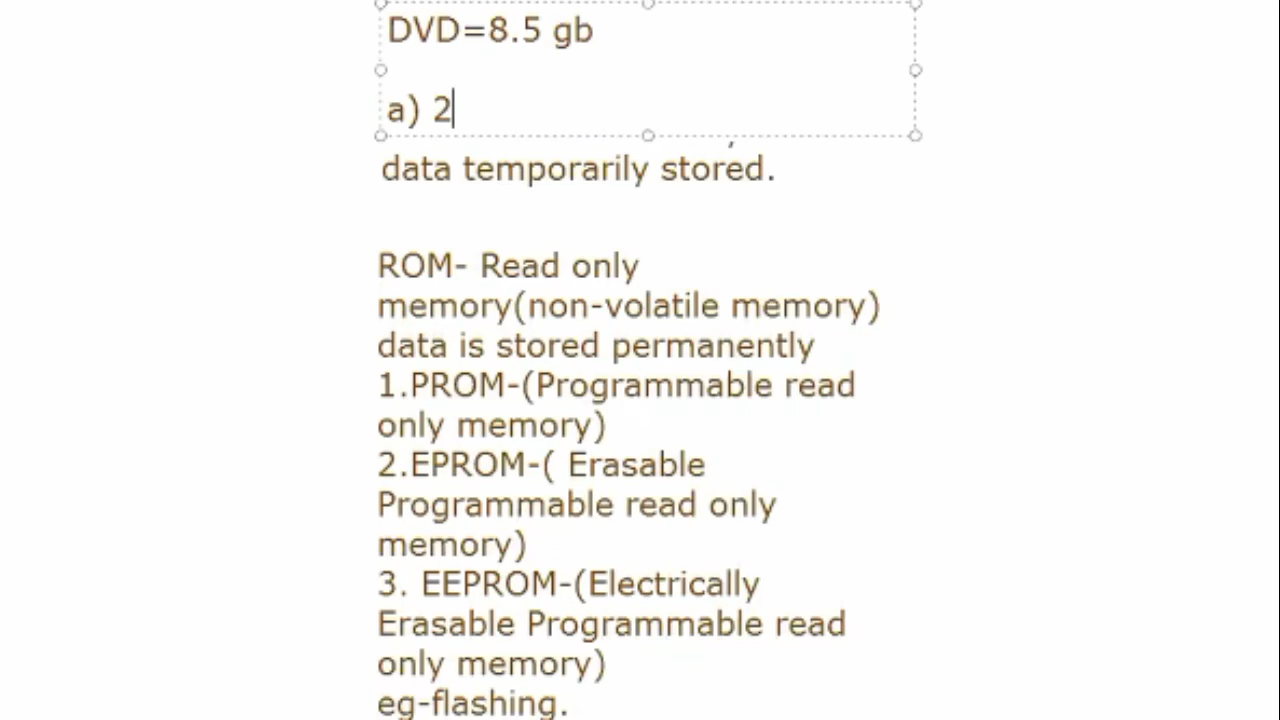 DVD=8.5 gb
a) 2
data temporarily stored.
ROM- Read only
memory(non-volatile memory)
data is stored permanently
1.PROM-(Programmable read
only memory)
2.EPROM-( Erasable
Programmable read only
memory)
3. EEPROM-(Electrically
Erasable Programmable read
only memory)
eg-flashing.